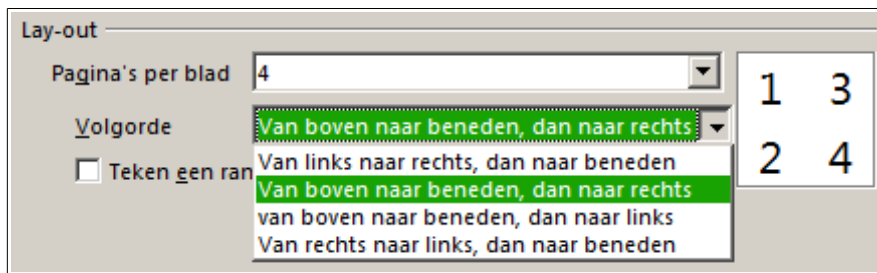 Lay-out
Pagina's per blad 4
Volgorde Van boven naar beneden, dan naar rechts
Teken een ran
Van links naar rechts, dan naar beneden
Van boven naar beneden, dan naar rechts
van boven naar beneden, dan naar links
Van rechts naar links, dan naar beneden
1 3
2 4